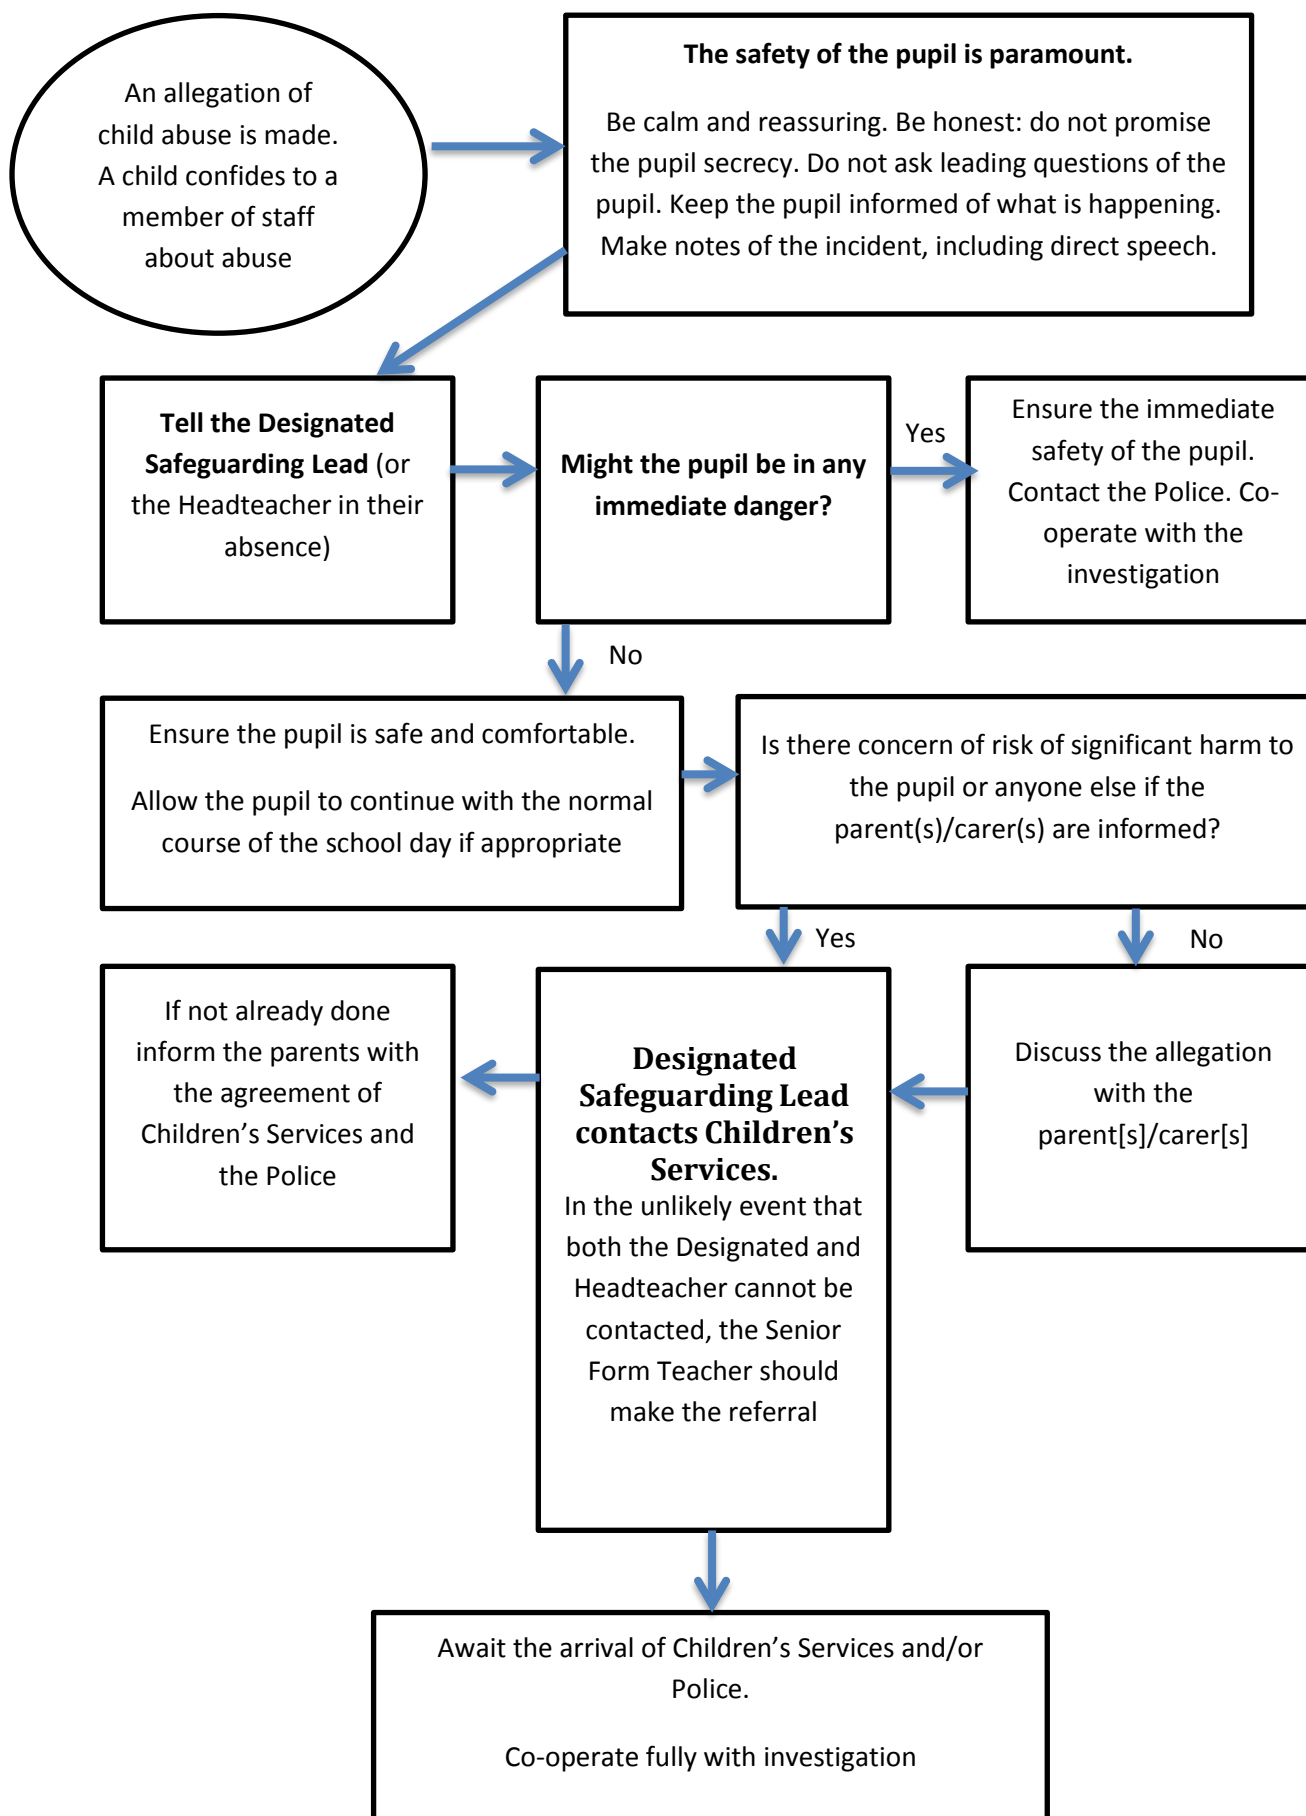 An allegation of
child abuse is made.
A child confides to a
member of staff
about abuse
The safety of the pupil is paramount.
Be calm and reassuring. Be honest: do not promise
the pupil secrecy. Do not ask leading questions of the
pupil. Keep the pupil informed of what is happening.
Make notes of the incident, including direct speech.
Tell the Designated
Safeguarding Lead (or
the Headteacher in their
absence)
Might the pupil be in any
immediate danger?
Yes
Ensure the immediate
safety of the pupil.
Contact the Police. Co-
operate with the
investigation
No
Ensure the pupil is safe and comfortable.
Allow the pupil to continue with the normal
course of the school day if appropriate
Is there concern of risk of significant harm to
the pupil or anyone else if the
parent(s)/carer(s) are informed?
Yes
No
If not already done
inform the parents with
the agreement of
Children’s Services and
the Police
Designated
Safeguarding Lead
contacts Children’s
Services.
In the unlikely event that
both the Designated and
Headteacher cannot be
contacted, the Senior
Form Teacher should
make the referral
Discuss the allegation
with the
parent[s]/carer[s]
Await the arrival of Children’s Services and/or
Police.
Co-operate fully with investigation